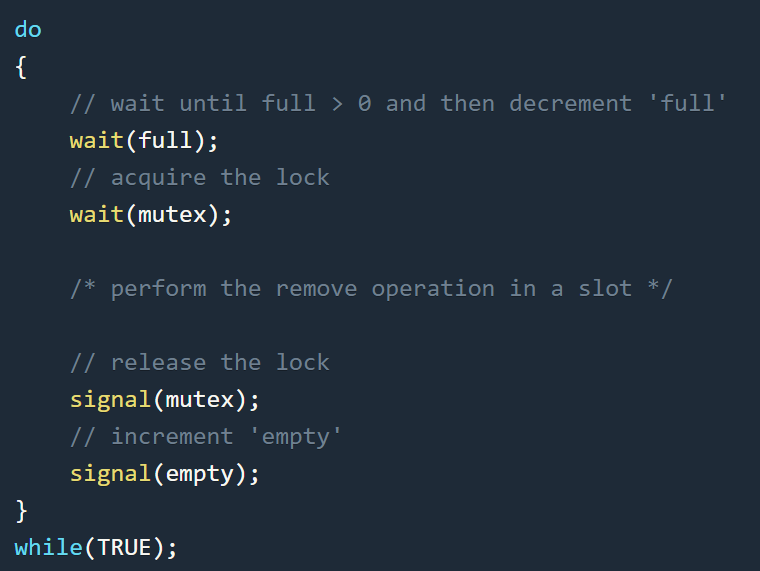 do
{
    // wait until full > 0 and then decrement 'full'
    wait(full);
    // acquire the lock
    wait(mutex);
    /* perform the remove operation in a slot */
    // release the lock
    signal(mutex);
    // increment 'empty'
    signal(empty);
}
while(TRUE);